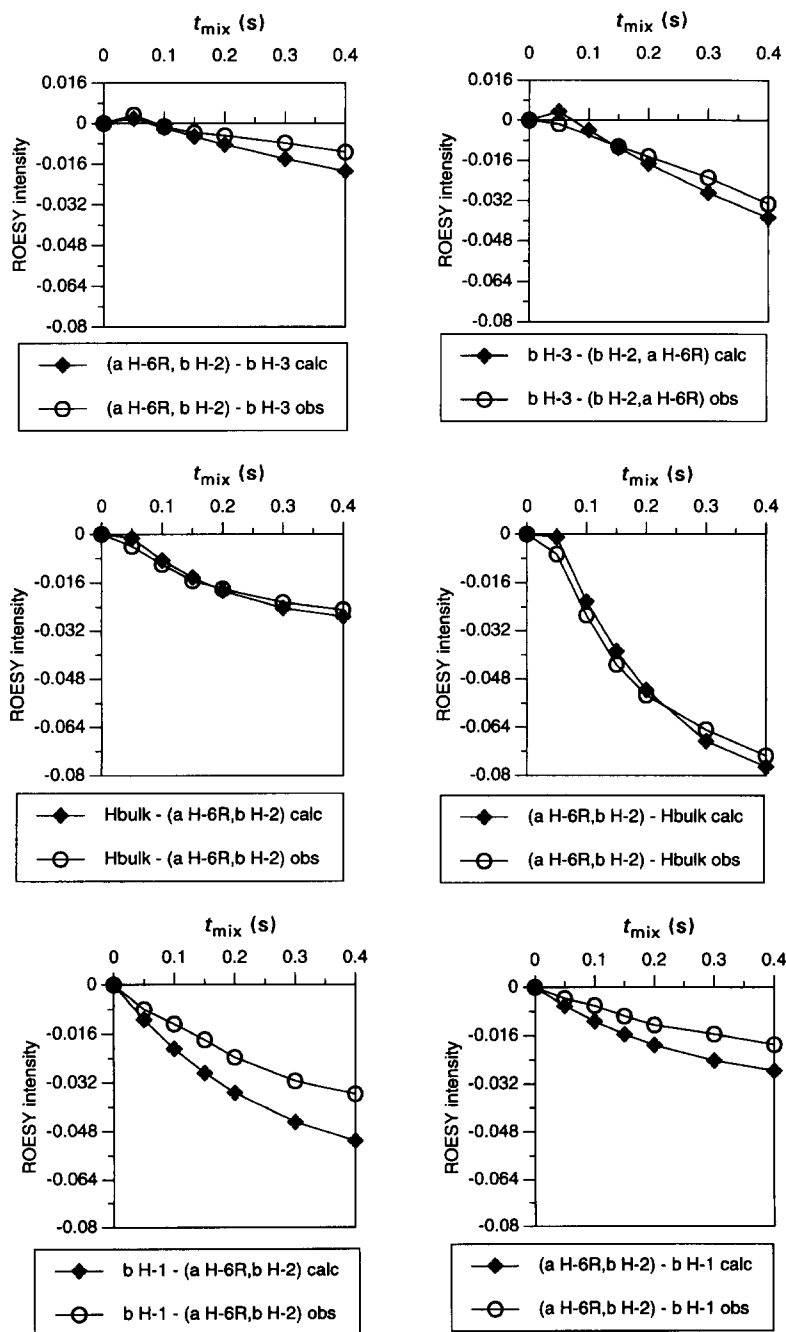 t_mix (s)
0 0.1 0.2 0.3 0.4
0.016
0
-0.016
-0.032
-0.048
-0.064
-0.08
ROESY intensity
(a H-6R, b H-2) - b H-3 calc
(a H-6R, b H-2) - b H-3 obs
t_mix (s)
0 0.1 0.2 0.3 0.4
0.016
0
-0.016
-0.032
-0.048
-0.064
-0.08
ROESY intensity
b H-3 - (b H-2, a H-6R) calc
b H-3 - (b H-2,a H-6R) obs
t_mix (s)
0 0.1 0.2 0.3 0.4
0
-0.016
-0.032
-0.048
-0.064
-0.08
ROESY intensity
Hbulk - (a H-6R,b H-2) calc
Hbulk - (a H-6R,b H-2) obs
t_mix (s)
0 0.1 0.2 0.3 0.4
0
-0.016
-0.032
-0.048
-0.064
-0.08
ROESY intensity
(a H-6R,b H-2) - Hbulk calc
(a H-6R,b H-2) - Hbulk obs
t_mix (s)
0 0.1 0.2 0.3 0.4
0
-0.016
-0.032
-0.048
-0.064
-0.08
ROESY intensity
b H-1 - (a H-6R,b H-2) calc
b H-1 - (a H-6R,b H-2) obs
t_mix (s)
0 0.1 0.2 0.3 0.4
0
-0.016
-0.032
-0.048
-0.064
-0.08
ROESY intensity
(a H-6R,b H-2) - b H-1 calc
(a H-6R,b H-2) - b H-1 obs